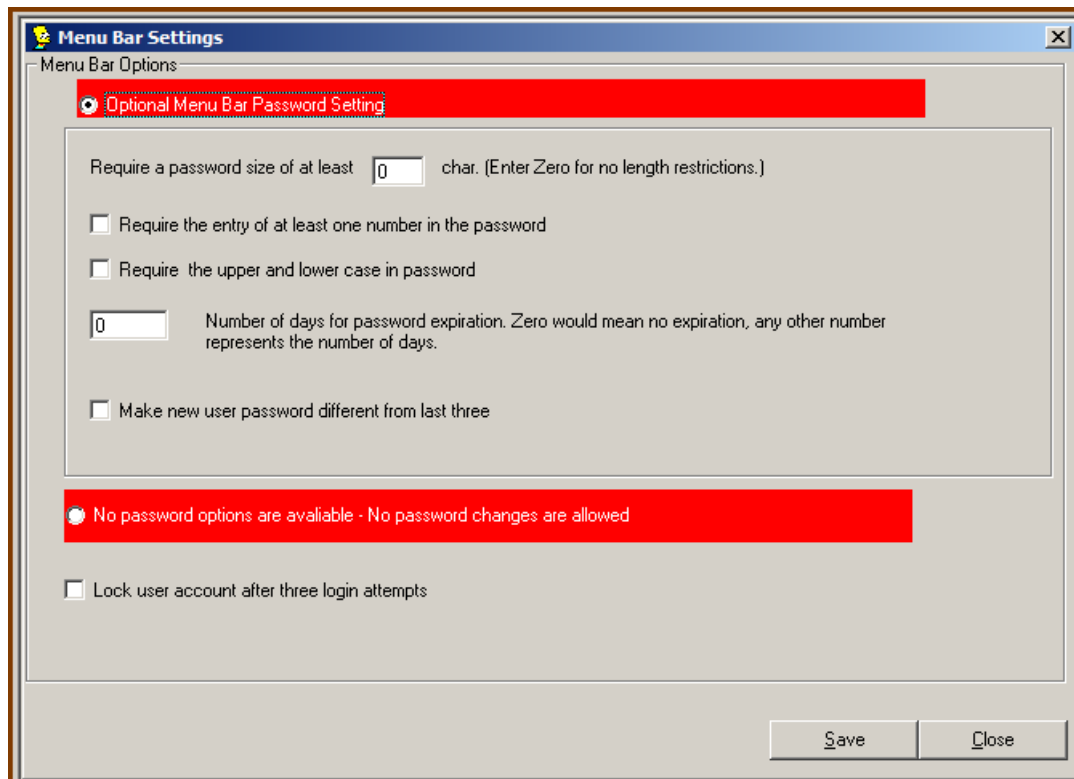 Menu Bar Settings
Menu Bar Options
Optional Menu Bar Password Setting
Require a password size of at least 0 char. (Enter Zero for no length restrictions.)
Require the entry of at least one number in the password
Require  the upper and lower case in password
0 Number of days for password expiration. Zero would mean no expiration, any other number
represents the number of days.
Make new user password different from last three
No password options are avaliable - No password changes are allowed
Lock user account after three login attempts
Save Close